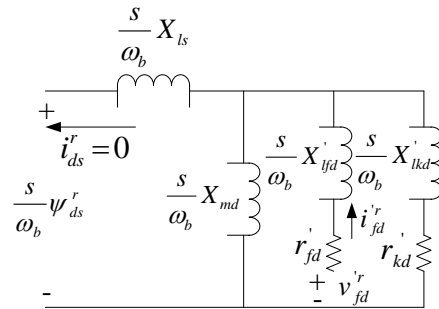 s/ω_b X_ls
+
i^r_ds = 0
s/ω_b ψ^r_ds
-
s/ω_b X_md
s/ω_b X'_lfd
s/ω_b X'_lkd
i'^r_fd
r'_fd
r'_kd
+
-
v'^r_fd